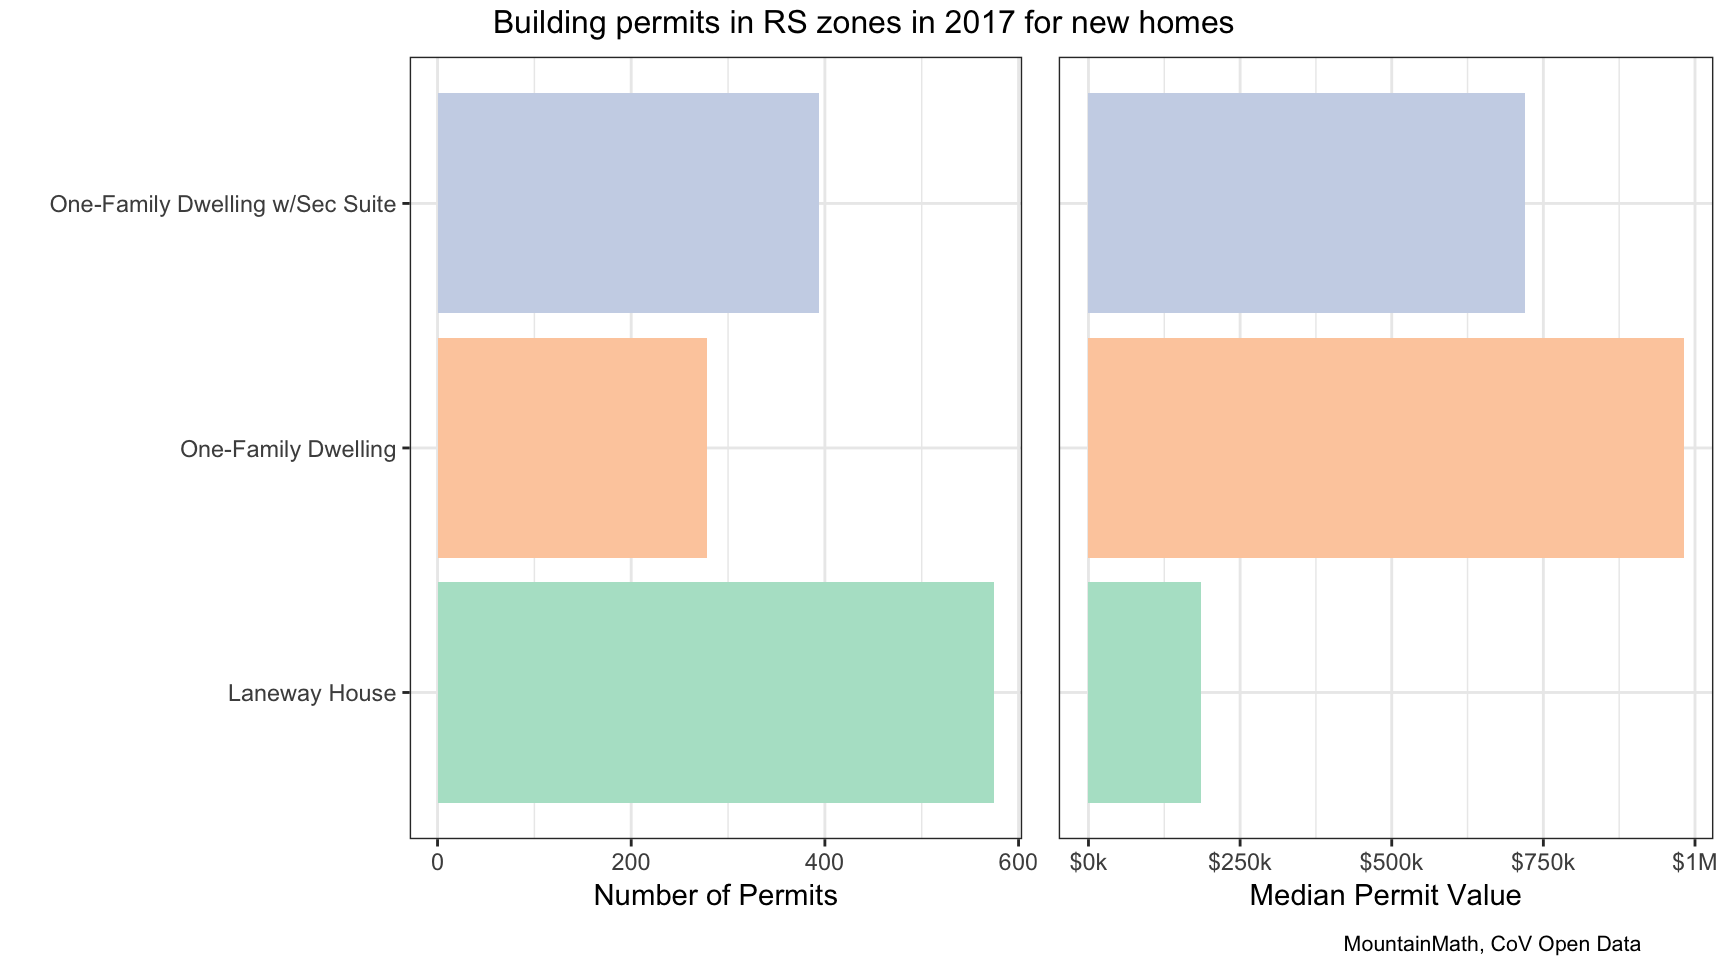 Building permits in RS zones in 2017 for new homes
One-Family Dwelling w/Sec Suite
One-Family Dwelling
Laneway House
0 200 400 600
Number of Permits
$0k $250k $500k $750k $1M
Median Permit Value
MountainMath, CoV Open Data